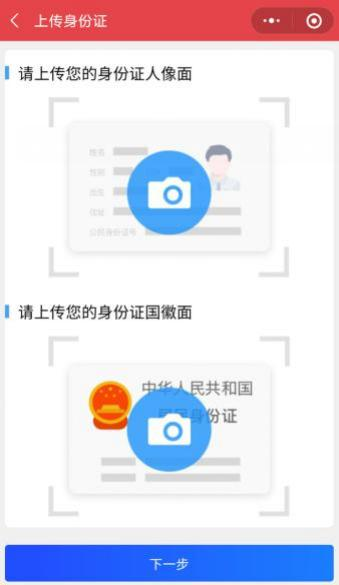 上传身份证
请上传您的身份证人像面
姓名
性别
出生
住址
公民身份证号
请上传您的身份证国徽面
中华人民共和国
居民身份证
下一步